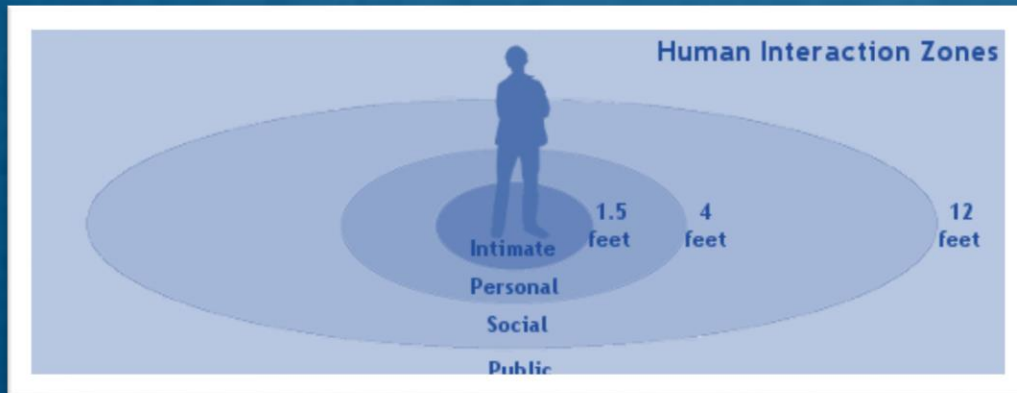 Human Interaction Zones
1.5 feet
4 feet
12 feet
Intimate
Personal
Social
Public